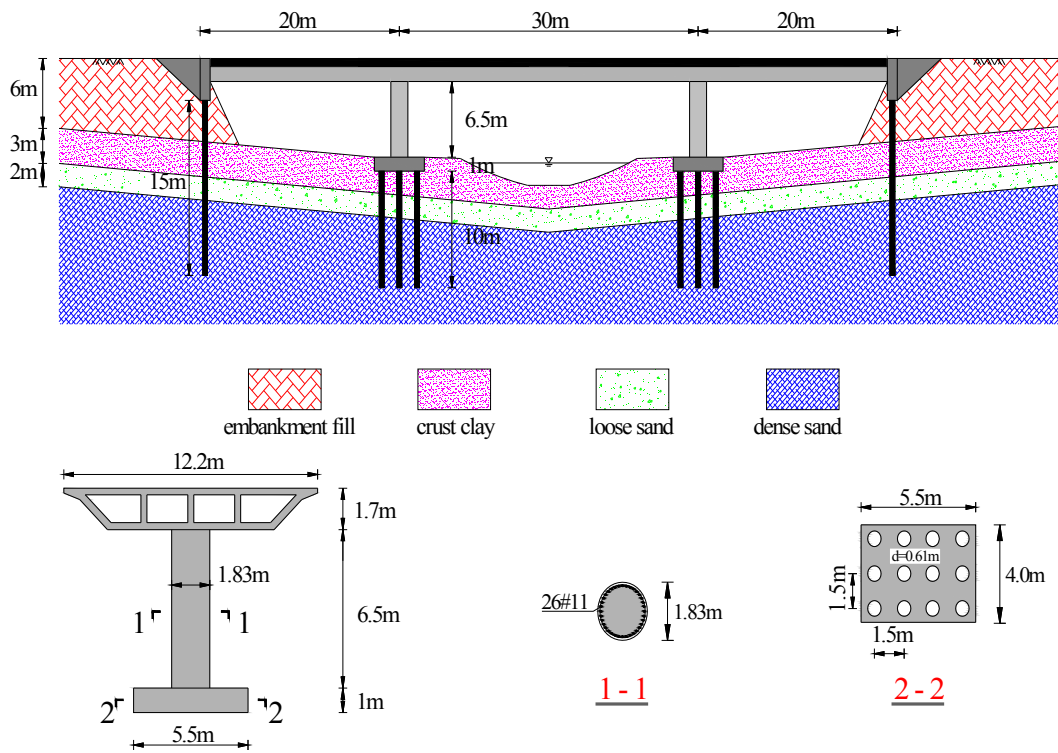 20m 30m 20m
6m
6.5m
3m
1m
2m
15m
10m
embankment fill crust clay loose sand dense sand
12.2m
1.7m
1.83m
6.5m
1 1
2 2
1m
5.5m
26#11
1.83m
1 - 1
5.5m
d=0.61m
4.0m
1.5m
1.5m
2 - 2